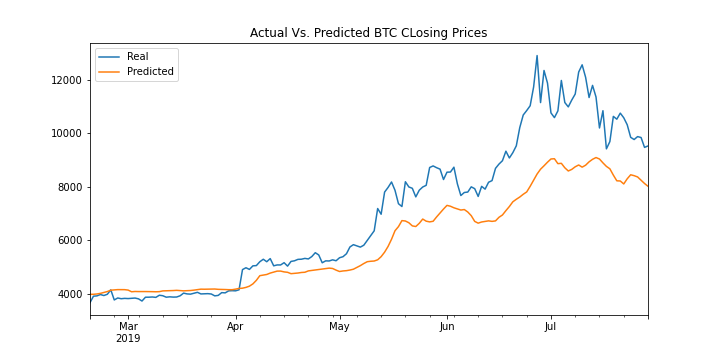 Actual Vs. Predicted BTC CLosing Prices
Real
Predicted
12000
10000
8000
6000
4000
Mar
2019
Apr
May
Jun
Jul